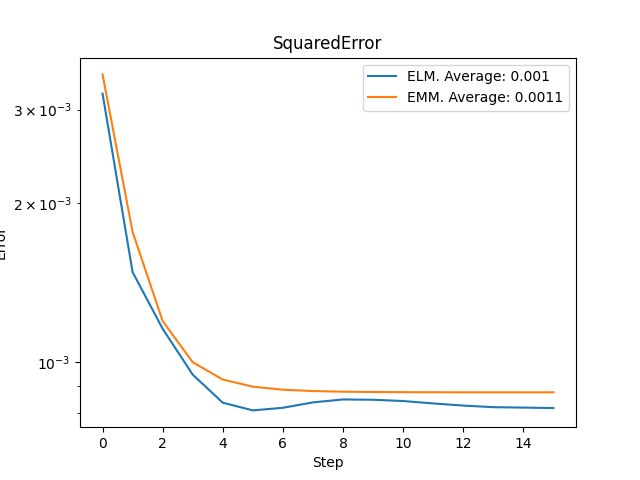 SquaredError
ELM. Average: 0.001
EMM. Average: 0.0011
3 × 10⁻³
2 × 10⁻³
10⁻³
Error
0 2 4 6 8 10 12 14
Step